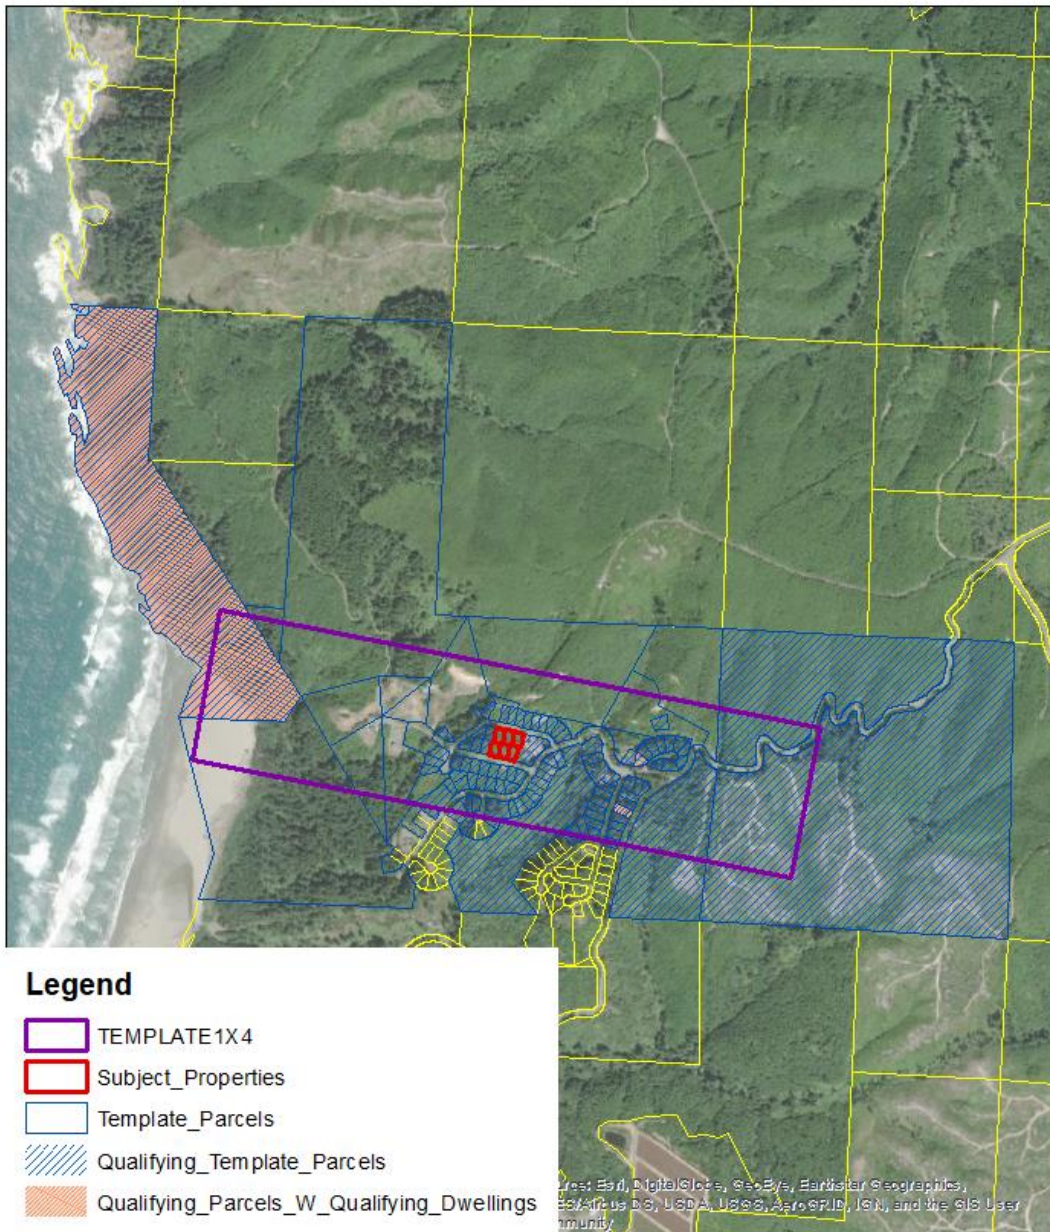 Legend
TEMPLATE1X4
Subject_Properties
Template_Parcels
Qualifying_Template_Parcels
Qualifying_Parcels_W_Qualifying_Dwellings
Esri, DigitalGlobe, GeoEye, Earthstar Geographics,
DS, USDA, USGS, AeroGRID, IGN, and the GIS User